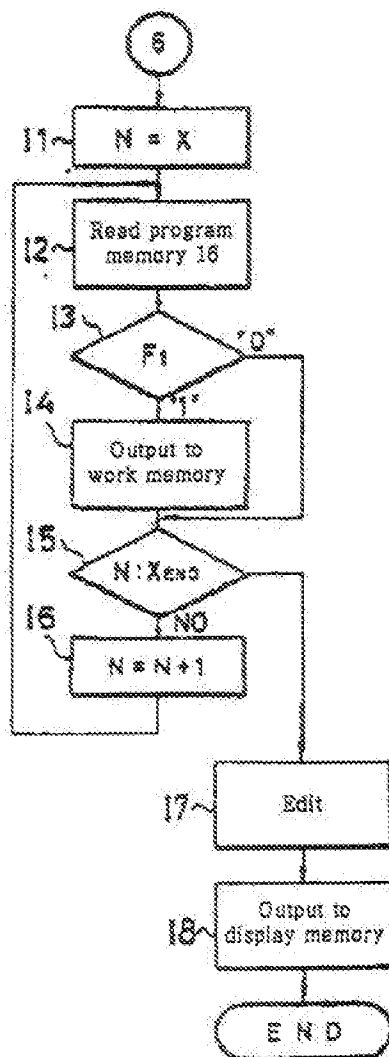 6
11
N = X
12
Read program
memory 16
13
F1
"0"
"1"
14
Output to
work memory
15
N : XEND
NO
16
N = N + 1
17
Edit
18
Output to
display memory
END